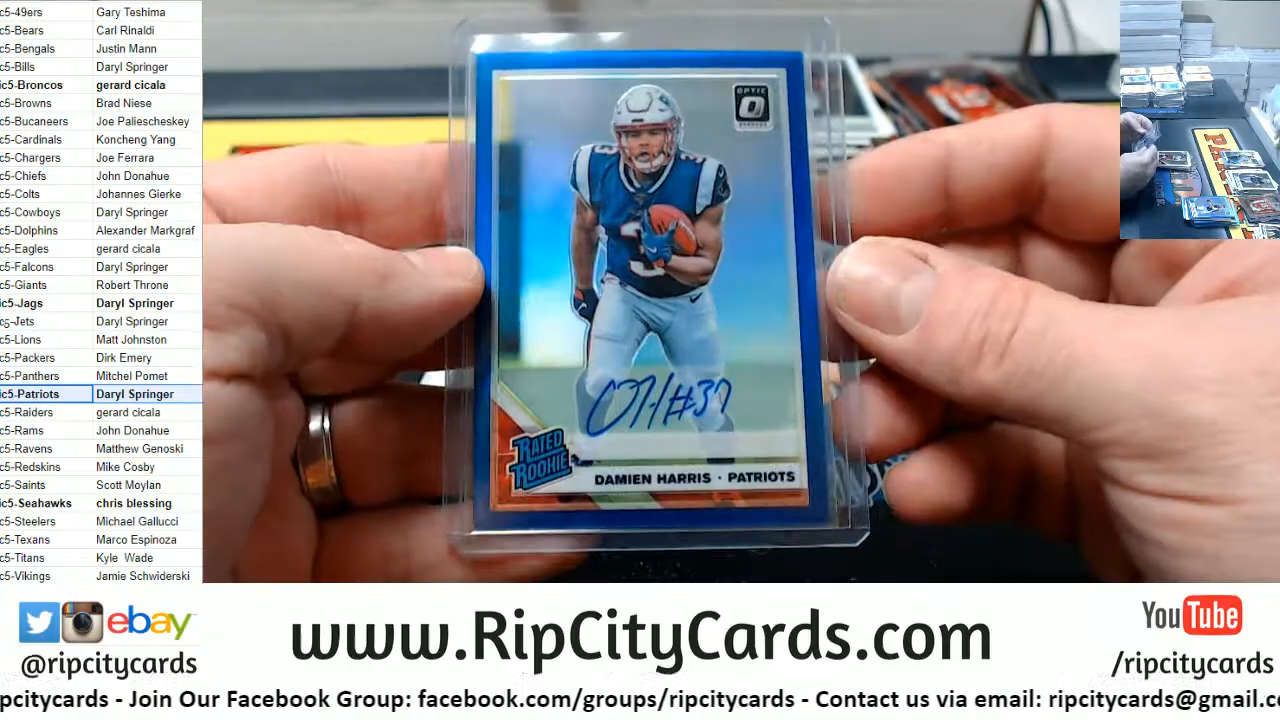 c5-49ers Gary Teshima
c5-Bears Carl Rinaldi
c5-Bengals Justin Mann
c5-Bills Daryl Springer
ic5-Broncos gerard cicala
c5-Browns Brad Niese
c5-Bucaneers Joe Paliescheskey
c5-Cardinals Koncheng Yang
c5-Chargers Joe Ferrara
c5-Chiefs John Donahue
c5-Colts Johannes Gierke
c5-Cowboys Daryl Springer
c5-Dolphins Alexander Markgraf
c5-Eagles gerard cicala
c5-Falcons Daryl Springer
c5-Giants Robert Throne
ic5-Jags Daryl Springer
c5-Jets Daryl Springer
c5-Lions Matt Johnston
c5-Packers Dirk Emery
c5-Panthers Mitchel Pomet
ic5-Patriots Daryl Springer
c5-Raiders gerard cicala
c5-Rams John Donahue
c5-Ravens Matthew Genoski
c5-Redskins Mike Cosby
c5-Saints Scott Moylan
ic5-Seahawks chris blessing
c5-Steelers Michael Gallucci
c5-Texans Marco Espinoza
c5-Titans Kyle Wade
c5-Vikings Jamie Schwiderski
OPTIC
O
3
#37
RATED
ROOKIE
DAMIEN HARRIS · PATRIOTS
ebay
@ripcitycards
www.RipCityCards.com
YouTube
/ripcitycards
pcitycards - Join Our Facebook Group: facebook.com/groups/ripcitycards - Contact us via email: ripcitycards@gmail.c